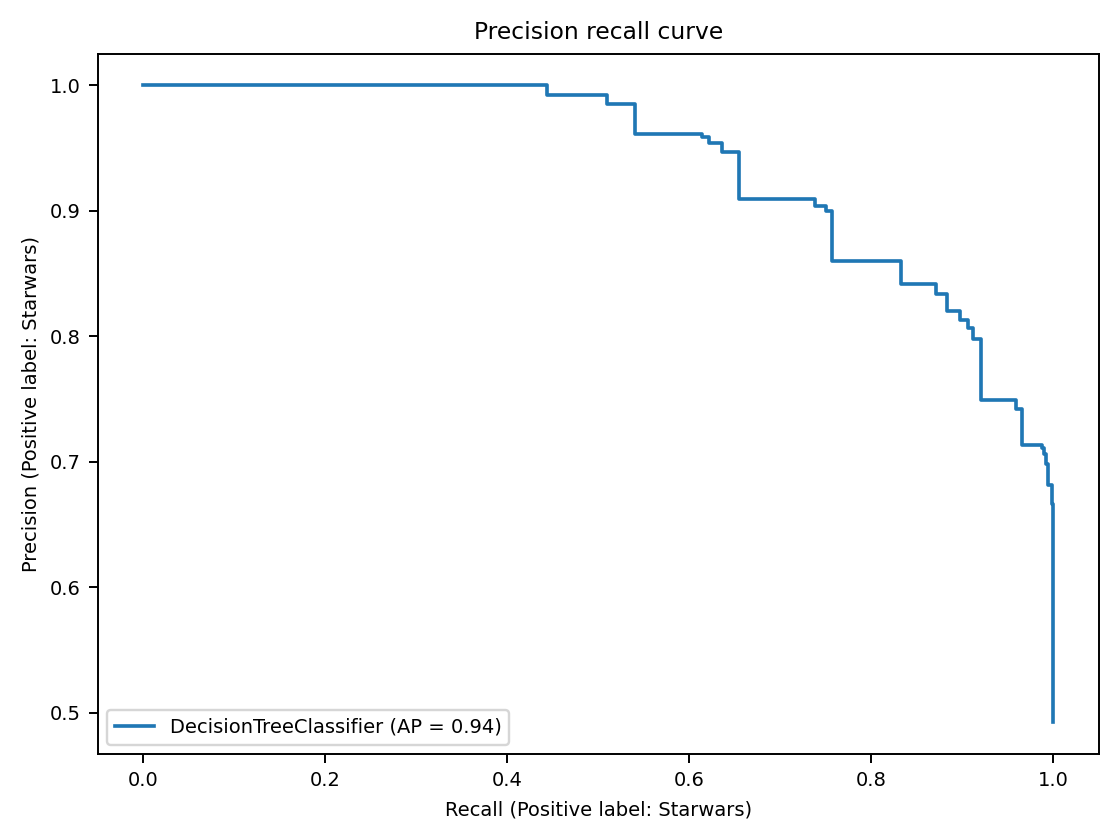 Precision recall curve
1.0
0.9
0.8
0.7
0.6
0.5
Precision (Positive label: Starwars)
DecisionTreeClassifier (AP = 0.94)
0.0 0.2 0.4 0.6 0.8 1.0
Recall (Positive label: Starwars)